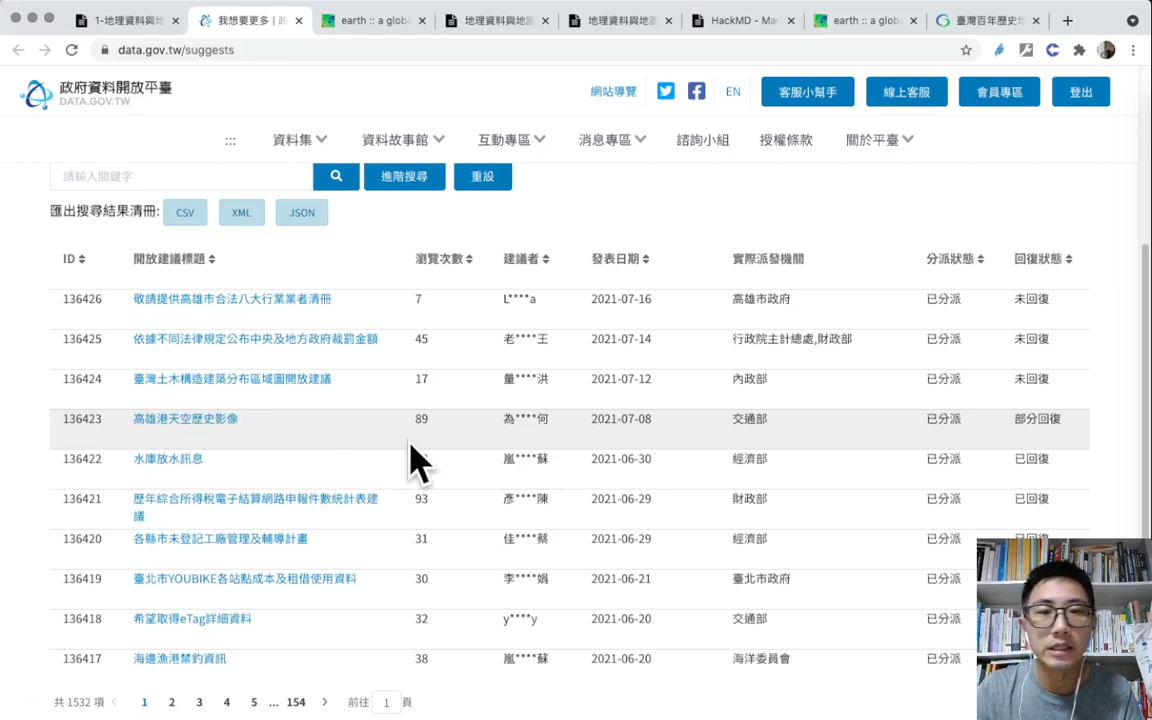 1-地理資料與地
我想要更多 | 政
earth :: a globa
地理資料與地圖
地理資料與地圖
HackMD - Mar
earth :: a globa
臺灣百年歷史地
data.gov.tw/suggests
政府資料開放平臺
DATA.GOV.TW
網站導覽
EN
客服小幫手
線上客服
會員專區
登出
:::
資料集
資料故事館
互動專區
消息專區
諮詢小組
授權條款
關於平臺
請輸入關鍵字
進階搜尋
重設
匯出搜尋結果清冊: CSV XML JSON
ID 開放建議標題 瀏覽次數 建議者 發表日期 實際派發機關 分派狀態 回復狀態
136426 敬請提供高雄市合法八大行業業者清冊 7 L****a 2021-07-16 高雄市政府 已分派 未回復
136425 依據不同法律規定公布中央及地方政府裁罰金額 45 老****王 2021-07-14 行政院主計總處,財政部 已分派 未回復
136424 臺灣土木構造建築分布區域圖開放建議 17 量****洪 2021-07-12 內政部 已分派 未回復
136423 高雄港天空歷史影像 89 為****何 2021-07-08 交通部 已分派 部分回復
136422 水庫放水訊息 嵐****蘇 2021-06-30 經濟部 已分派 已回復
136421 歷年綜合所得稅電子結算網路申報件數統計表建 93 彥****陳 2021-06-29 財政部 已分派 已回復
議
136420 各縣市未登記工廠管理及輔導計畫 31 佳****蔡 2021-06-29 經濟部 已分派 已回復
136419 臺北市YOUBIKE各站點成本及租借使用資料 30 李****娟 2021-06-21 臺北市政府 已分派
136418 希望取得eTag詳細資料 32 y****y 2021-06-20 交通部 已分派
136417 海邊漁港禁釣資訊 38 嵐****蘇 2021-06-20 海洋委員會 已分派
共 1532 項 1 2 3 4 5 ... 154 前往 1 頁